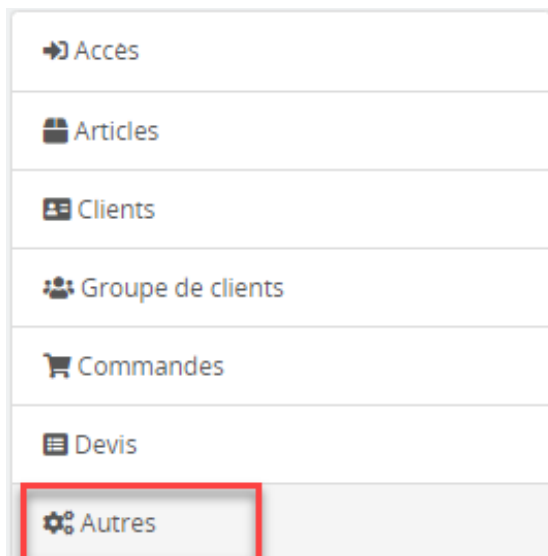 Accès
Articles
Clients
Groupe de clients
Commandes
Devis
Autres